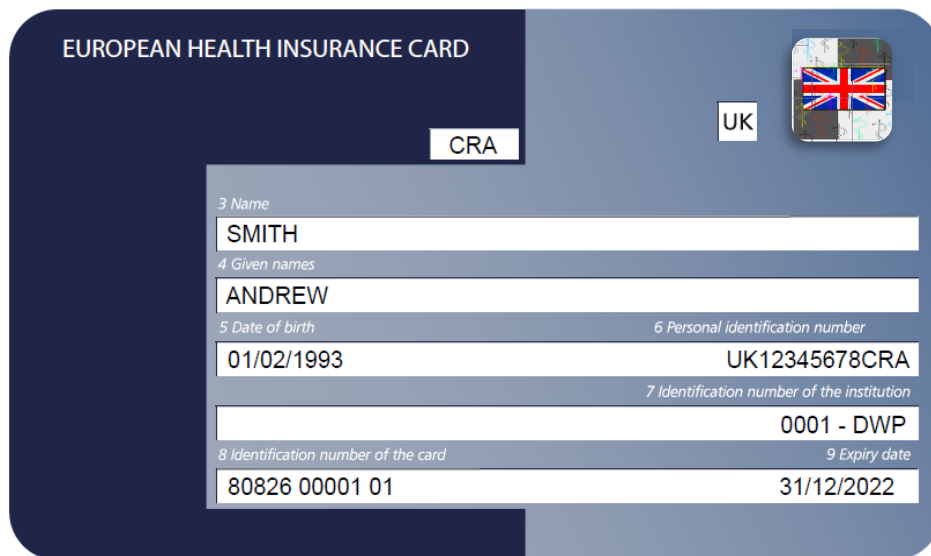 EUROPEAN HEALTH INSURANCE CARD
UK
CRA
3 Name
SMITH
4 Given names
ANDREW
5 Date of birth 6 Personal identification number
01/02/1993 UK12345678CRA
7 Identification number of the institution
0001 - DWP
8 Identification number of the card 9 Expiry date
80826 00001 01 31/12/2022